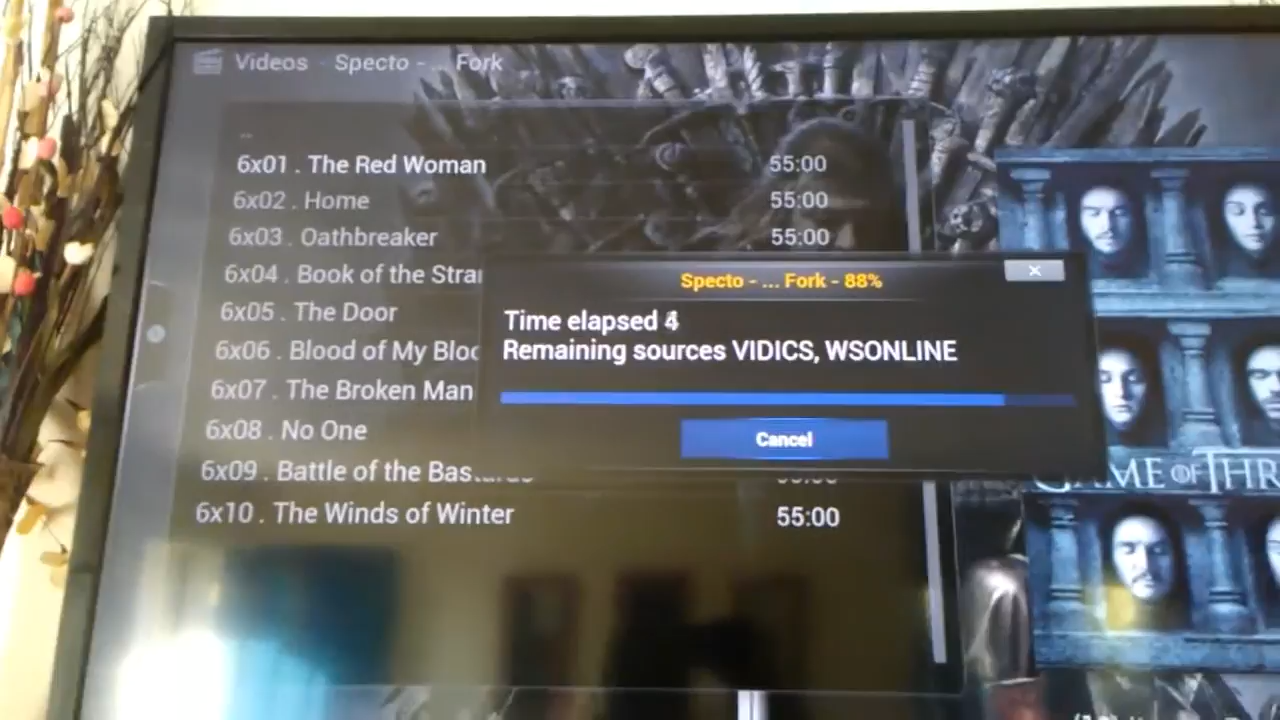 Videos - Specto - ... Fork
..
6x01 . The Red Woman 55:00
6x02 . Home 55:00
6x03 . Oathbreaker 55:00
6x04 . Book of the
6x05 . The Door
6x06 . Blood of My
6x07 . The Broken Man
6x08 . No One
6x09 . Battle of the
6x10 . The Winds of Winter 55:00
Specto - ... Fork - 88%
Time elapsed 4
Remaining sources VIDICS, WSONLINE
Cancel
GAME OF THR